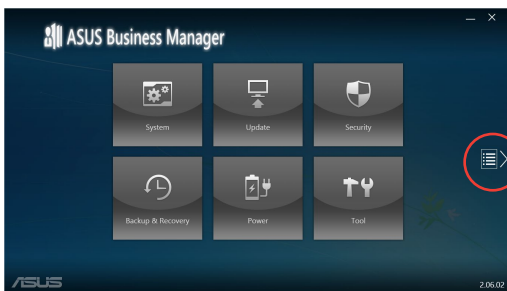 ASUS Business Manager
System
Update
Security
Backup & Recovery
Power
Tool
ASUS
2.06.02